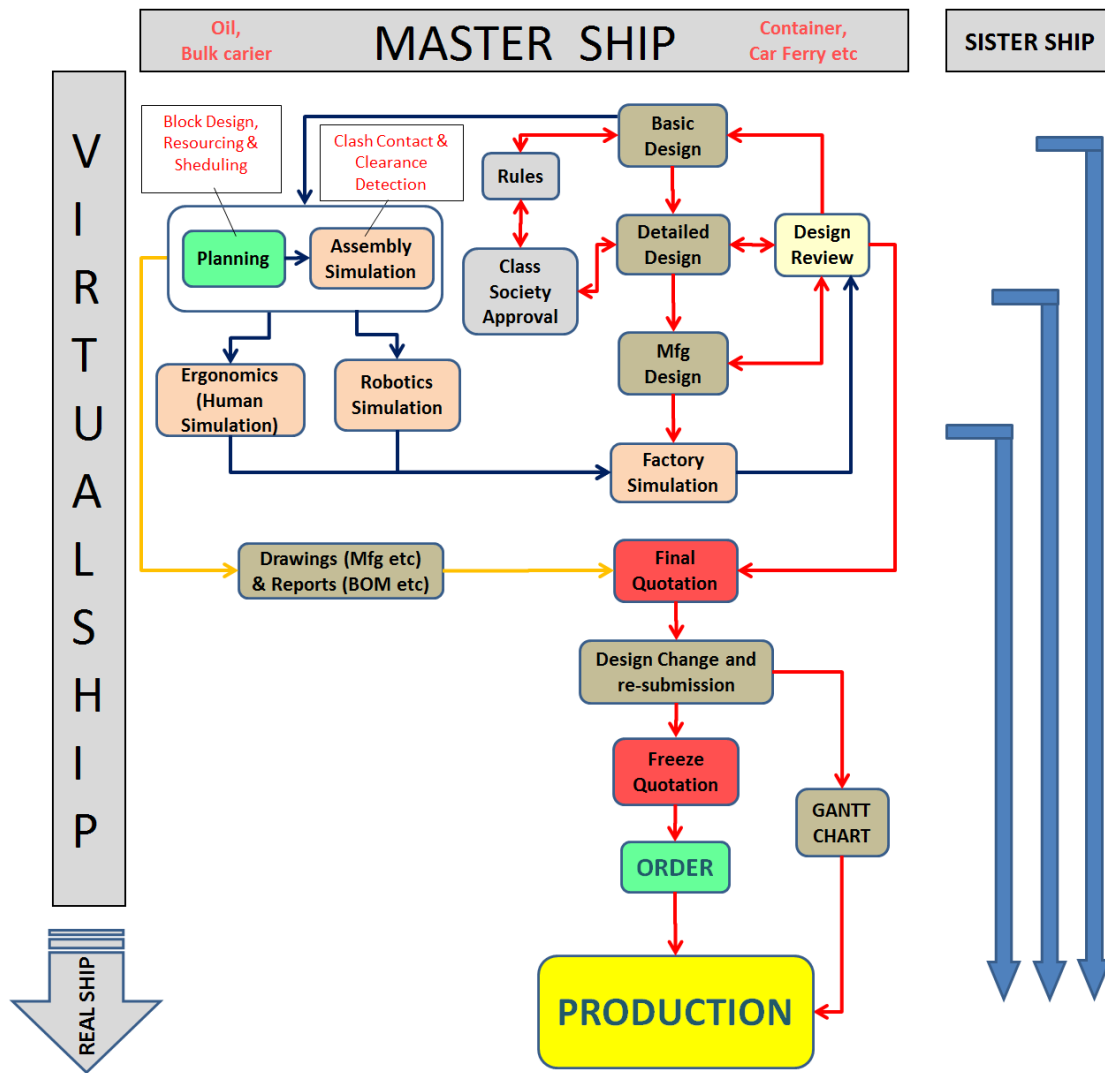 Oil,
Bulk carier
MASTER SHIP
Container,
Car Ferry etc
SISTER SHIP
VIRTUAL SHIP
Block Design,
Resourcing &
Sheduling
Clash Contact &
Clearance
Detection
Basic
Design
Rules
Planning
Assembly
Simulation
Class
Society
Approval
Detailed
Design
Design
Review
Ergonomics
(Human
Simulation)
Robotics
Simulation
Mfg
Design
Factory
Simulation
Drawings (Mfg etc)
& Reports (BOM etc)
Final
Quotation
Design Change and
re-submission
Freeze
Quotation
GANTT
CHART
ORDER
PRODUCTION
REAL SHIP